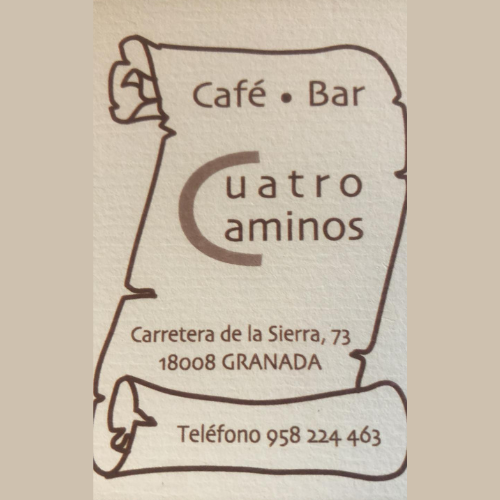 Café • Bar
Cuatro
Caminos
Carretera de la Sierra, 73
18008 GRANADA
Teléfono 958 224 463